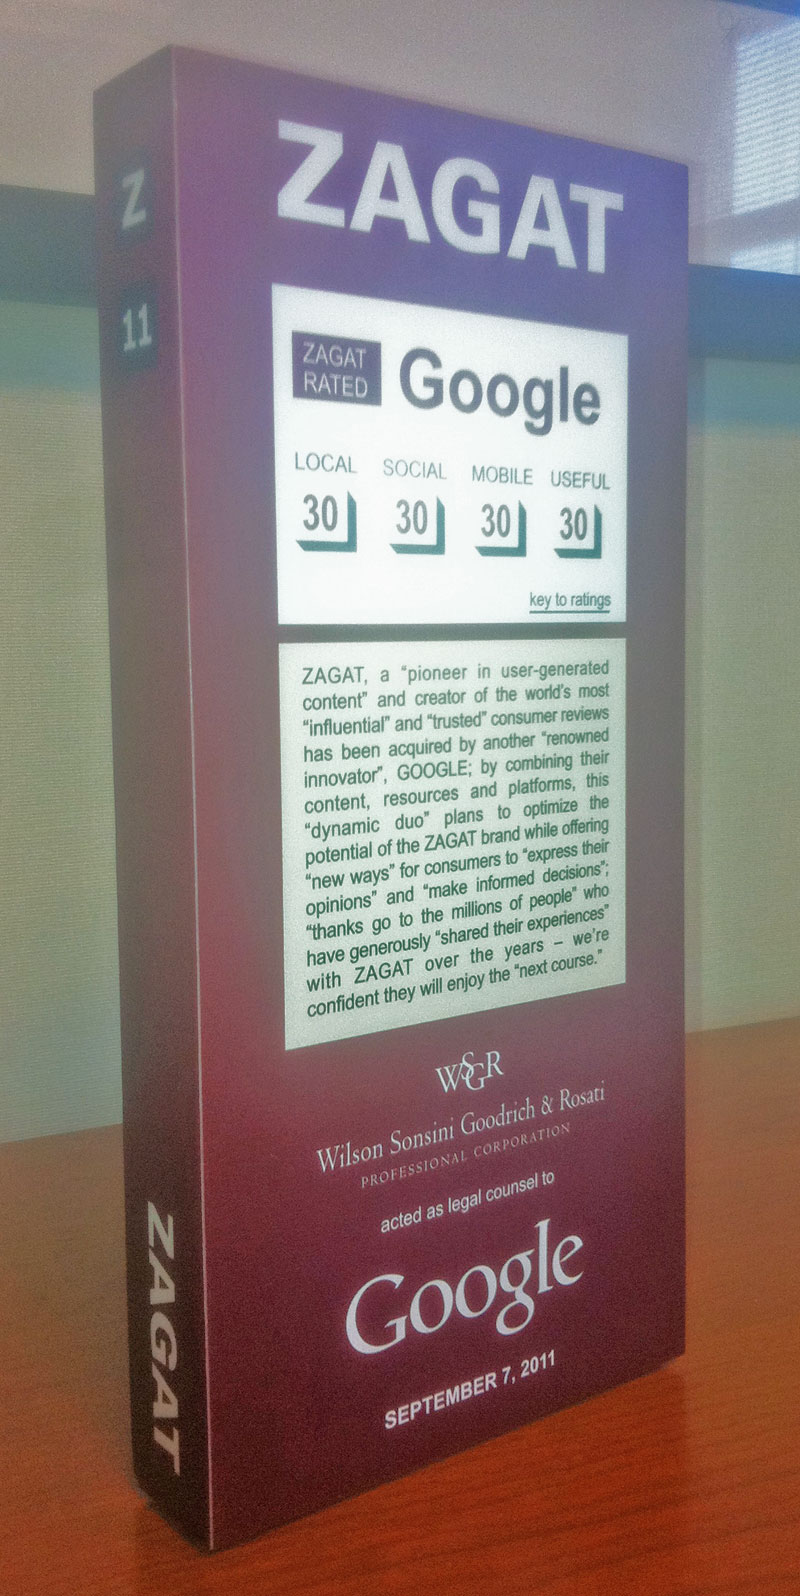 Z
11
ZAGAT
ZAGAT
ZAGAT
RATED
Google
LOCAL SOCIAL MOBILE USEFUL
30 30 30 30
key to ratings
ZAGAT, a “pioneer in user-generated
content” and creator of the world's most
“influential” and “trusted” consumer reviews
has been acquired by another “renowned
innovator”, GOOGLE; by combining their
content, resources and platforms, this
“dynamic duo” plans to optimize the
potential of the ZAGAT brand while offering
“new ways” for consumers to “express their
opinions” and “make informed decisions”;
“thanks go to the millions of people” who
have generously “shared their experiences”
with ZAGAT over the years – we're
confident they will enjoy the “next course.”
WSGR
Wilson Sonsini Goodrich & Rosati
PROFESSIONAL CORPORATION
acted as legal counsel to
Google
SEPTEMBER 7, 2011